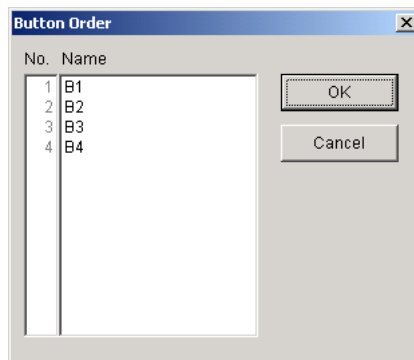 Button Order
No. Name
1 B1
2 B2
3 B3
4 B4
OK
Cancel